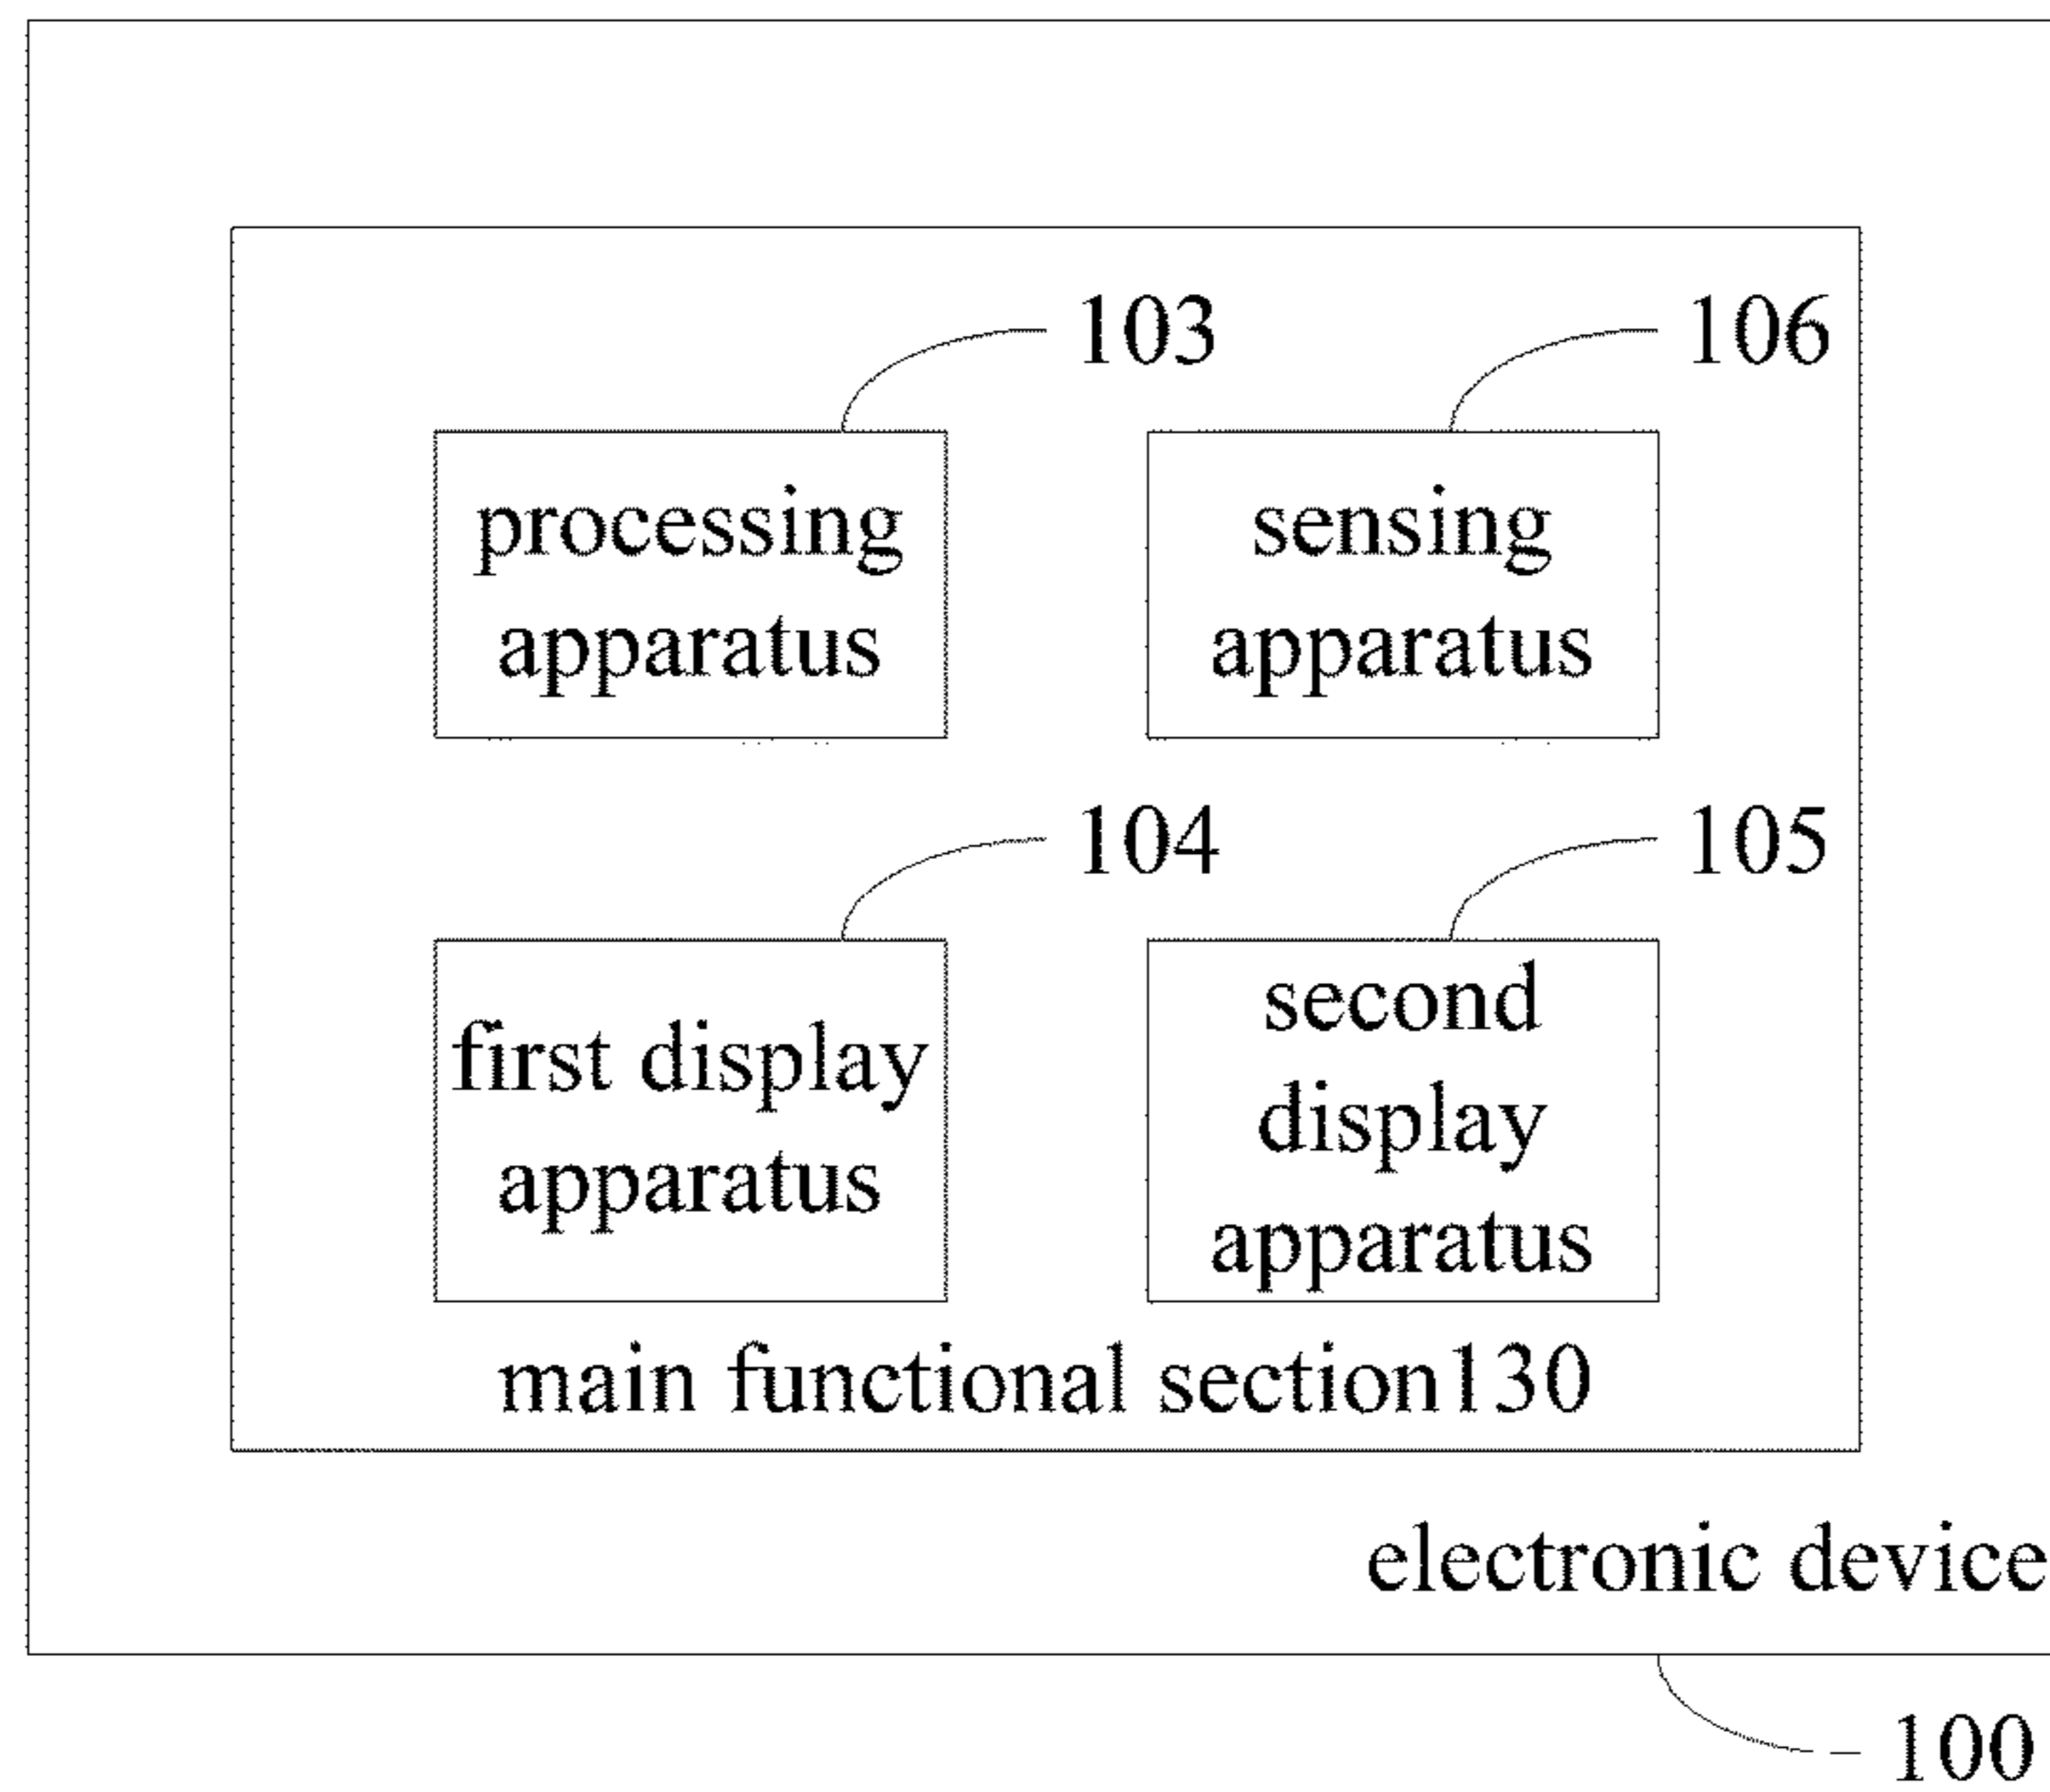 103
106
processing
apparatus
sensing
apparatus
104
105
first display
apparatus
second
display
apparatus
main functional section130
electronic device
100